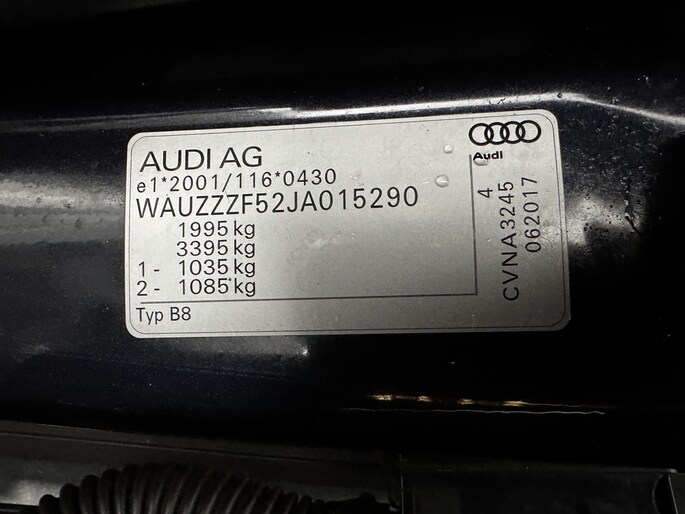 AUDI AG
e1*2001/116*0430
WAUZZZF52JA015290
1995 kg
3395 kg
1- 1035 kg
2- 1085 kg
Typ B8
Audi
4
CVNA3245
062017